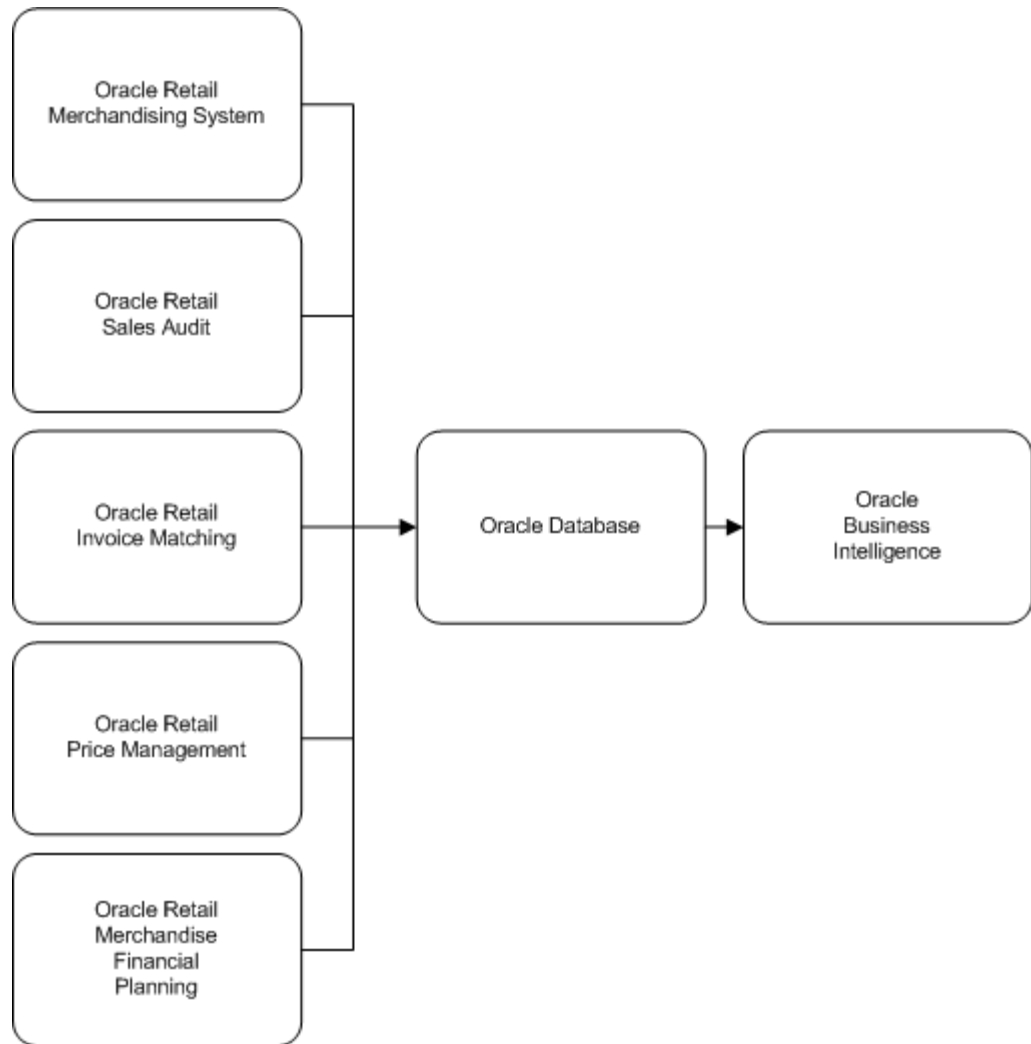 Oracle Retail
Merchandising System
Oracle Retail
Sales Audit
Oracle Retail
Invoice Matching
Oracle Database
Oracle
Business
Intelligence
Oracle Retail
Price Management
Oracle Retail
Merchandise
Financial
Planning